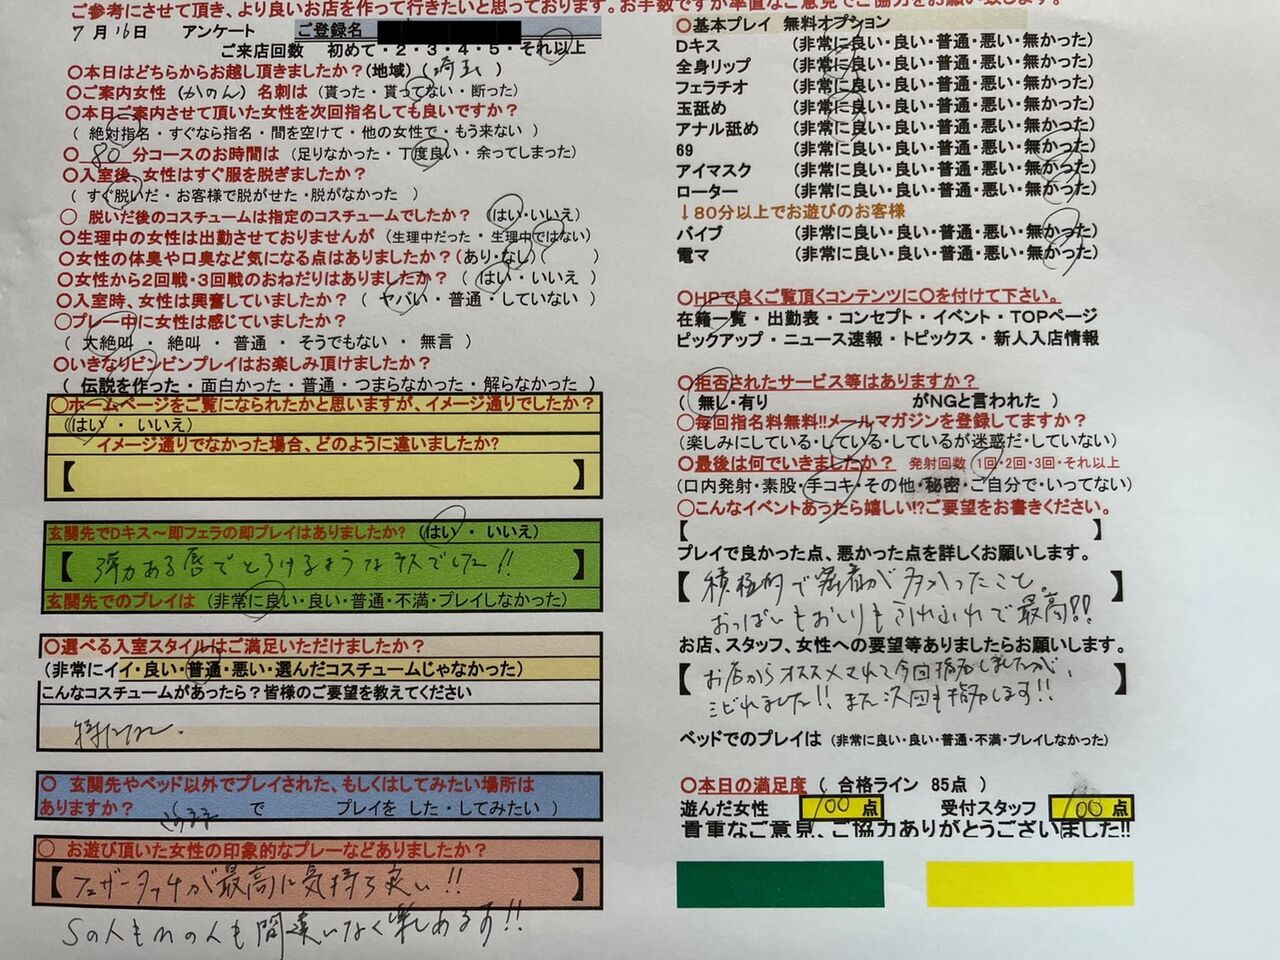 ご参考にさせて頂き、より良いお店を作って行きたいと思っております。お手数ですが率直なご意見でご協力をお願い致します。
7月16日 アンケート ご登録名
ご来店回数 初めて・2・3・4・5・それ以上
〇本日はどちらからお越し頂きましたか?(地域)(埼玉)
〇ご案内女性(かのん)名刺は(貰った・貰ってない・断った)
〇本日ご案内させて頂いた女性を次回指名しても良いですか?
(絶対指名・すぐなら指名・間を空けて・他の女性で・もう来ない)
〇 80 分コースのお時間は(足りなかった・丁度良い・余ってしまった)
〇入室後、女性はすぐ服を脱ぎましたか?
(すぐ脱いだ・お客様で脱がせた・脱がなかった)
〇 脱いだ後のコスチュームは指定のコスチュームでしたか?(はい・いいえ)
〇生理中の女性は出勤させておりませんが(生理中だった・生理中ではない)
〇女性の体臭や口臭など気になる点はありましたか?(あり・なし)( )
〇女性から2回戦・3回戦のおねだりはありましたか?(はい・いいえ)
〇入室時、女性は興奮していましたか?(ヤバい・普通・していない)
〇プレー中に女性は感じていましたか?
(大絶叫・絶叫・普通・そうでもない・無言)
〇いきなりビンビンプレイはお楽しみ頂けましたか?
(伝説を作った・面白かった・普通・つまらなかった・解らなかった)
〇ホームページをご覧になられたかと思いますが、イメージ通りでしたか?
(はい・いいえ)
イメージ通りでなかった場合、どのように違いましたか?
【 】
玄関先でDキス～即フェラの即プレイはありましたか?(はい・いいえ)
【弾力ある唇でとろけるようなキスでした!!】
玄関先でのプレイは(非常に良い・良い・普通・不満・プレイしなかった)
〇選べる入室スタイルはご満足いただけましたか?
(非常にイイ・良い・普通・悪い・選んだコスチュームじゃなかった)
こんなコスチュームがあったら?皆様のご要望を教えてください
特になし。
〇 玄関先やベッド以外でプレイされた、もしくはしてみたい場所は
ありますか?( で プレイを した・してみたい)
〇 お遊び頂いた女性の印象的なプレーなどありましたか?
【フェザータッチが最高に気持ち良い!!】
Sの人もMの人も間違いなく楽しめるす!!
〇基本プレイ 無料オプション
Dキス (非常に良い・良い・普通・悪い・無かった)
全身リップ (非常に良い・良い・普通・悪い・無かった)
フェラチオ (非常に良い・良い・普通・悪い・無かった)
玉舐め (非常に良い・良い・普通・悪い・無かった)
アナル舐め (非常に良い・良い・普通・悪い・無かった)
69 (非常に良い・良い・普通・悪い・無かった)
アイマスク (非常に良い・良い・普通・悪い・無かった)
ローター (非常に良い・良い・普通・悪い・無かった)
↓80分以上でお遊びのお客様
バイブ (非常に良い・良い・普通・悪い・無かった)
電マ (非常に良い・良い・普通・悪い・無かった)
〇HPで良くご覧頂くコンテンツに〇を付けて下さい。
在籍一覧・出勤表・コンセプト・イベント・TOPページ
ピックアップ・ニュース速報・トピックス・新人入店情報
〇拒否されたサービス等はありますか?
(無し・有り がNGと言われた)
〇毎回指名料無料!!メールマガジンを登録してますか?
(楽しみにしている・している・しているが迷惑だ・していない)
〇最後は何でいきましたか? 発射回数 1回・2回・3回・それ以上
(口内発射・素股・手コキ・その他・秘密・ご自分で・いってない)
〇こんなイベントあったら嬉しい!?ご要望をお書きください。
【 】
プレイで良かった点、悪かった点を詳しくお願いします。
【積極的で密着が多かったこと。
おっぱいもおしりもふわふわで最高!!】
お店、スタッフ、女性への要望等ありましたらお願いします。
【お店からオススメされて今回指名しましたが、
シビれました!!また次回も指名します!!】
ベッドでのプレイは(非常に良い・良い・普通・不満・プレイしなかった)
〇本日の満足度(合格ライン 85点)
遊んだ女性 100点 受付スタッフ 100点
貴重なご意見、ご協力ありがとうございました!!